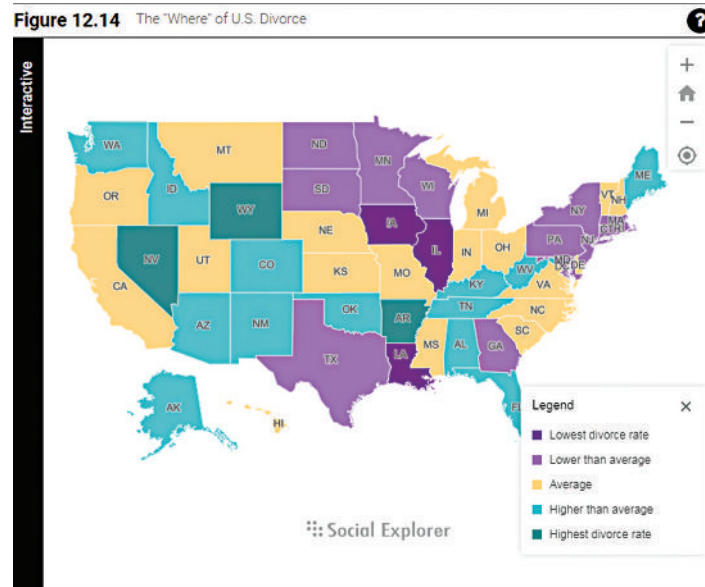 Figure 12.14 The "Where" of U.S. Divorce
?
Interactive
+
−
WA
MT
ND
MN
ME
OR
ID
SD
WI
VT
NH
WY
MI
NY
MA
CT
NE
IA
PA
NJ
NV
UT
IL
IN
OH
MD
DC
DE
CA
CO
KS
MO
WV
VA
KY
AZ
NM
OK
TN
NC
AR
SC
TX
LA
MS
AL
GA
AK
HI
FL
Legend ×
Lowest divorce rate
Lower than average
Average
Higher than average
Highest divorce rate
Social Explorer